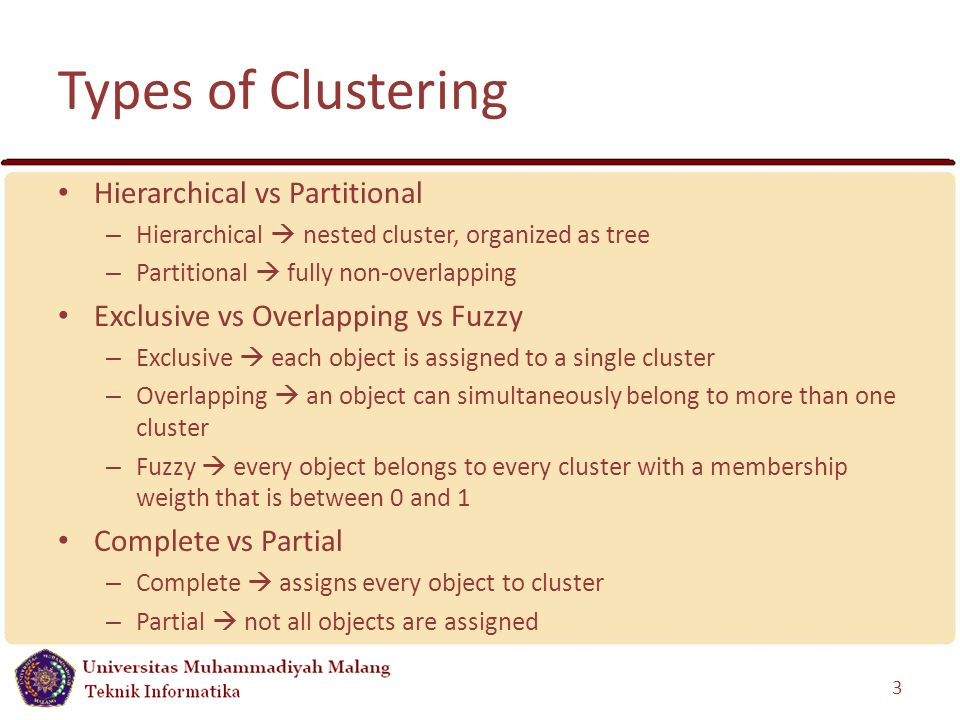 Types of Clustering
• Hierarchical vs Partitional
– Hierarchical → nested cluster, organized as tree
– Partitional → fully non-overlapping
• Exclusive vs Overlapping vs Fuzzy
– Exclusive → each object is assigned to a single cluster
– Overlapping → an object can simultaneously belong to more than one
cluster
– Fuzzy → every object belongs to every cluster with a membership
weigth that is between 0 and 1
• Complete vs Partial
– Complete → assigns every object to cluster
– Partial → not all objects are assigned
Universitas Muhammadiyah Malang
Teknik Informatika
3